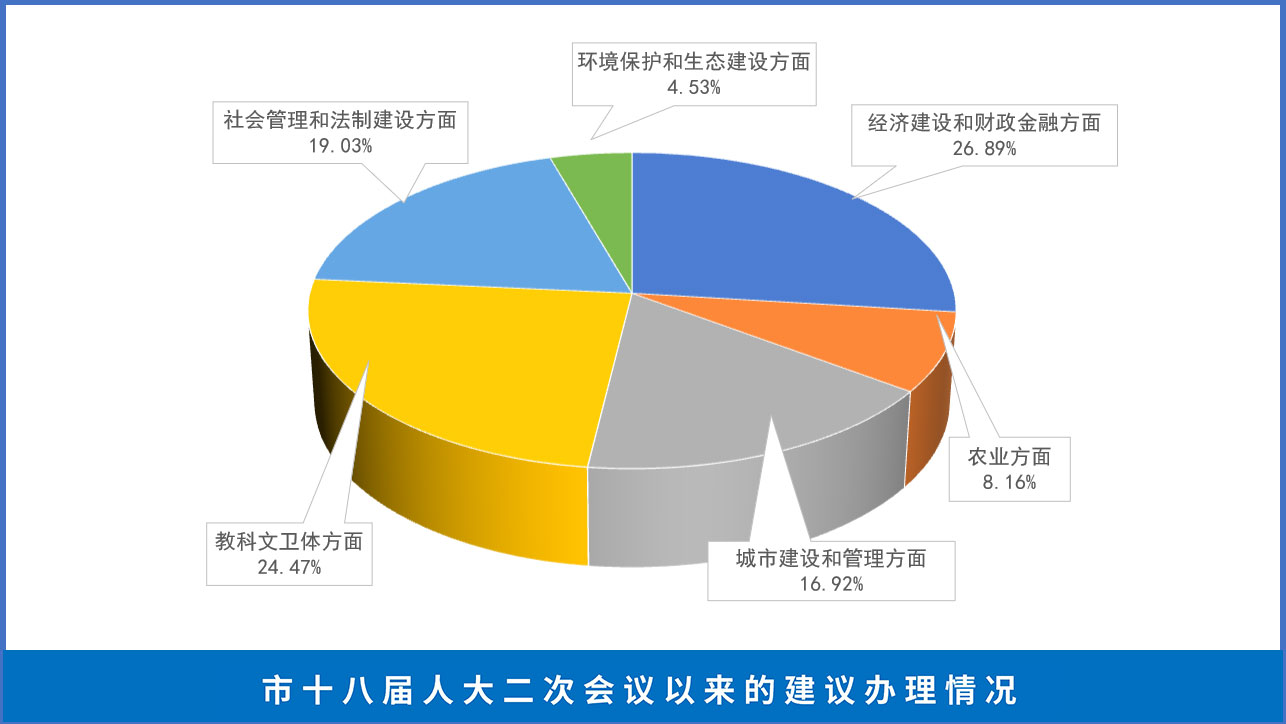 环境保护和生态建设方面
4.53%
社会管理和法制建设方面
19.03%
经济建设和财政金融方面
26.89%
农业方面
8.16%
教科文卫体方面
24.47%
城市建设和管理方面
16.92%
市十八届人大二次会议以来的建议办理情况